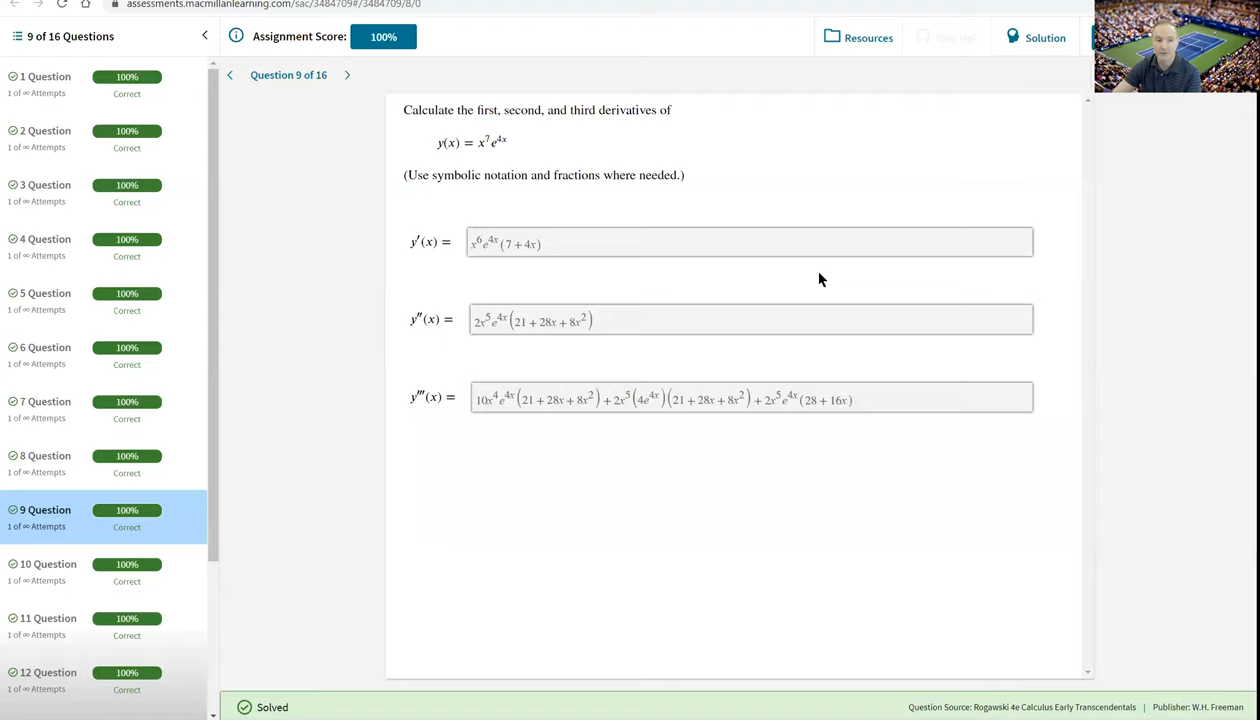 assessments.macmillanlearning.com/sac/3484709#/3484709/8/0
9 of 16 Questions
Assignment Score:
100%
Resources
Solution
Question 9 of 16
1 Question 100%
1 of ∞ Attempts Correct
2 Question 100%
1 of ∞ Attempts Correct
3 Question 100%
1 of ∞ Attempts Correct
4 Question 100%
1 of ∞ Attempts Correct
5 Question 100%
1 of ∞ Attempts Correct
6 Question 100%
1 of ∞ Attempts Correct
7 Question 100%
1 of ∞ Attempts Correct
8 Question 100%
1 of ∞ Attempts Correct
9 Question 100%
1 of ∞ Attempts Correct
10 Question 100%
1 of ∞ Attempts Correct
11 Question 100%
1 of ∞ Attempts Correct
12 Question 100%
1 of ∞ Attempts Correct
Calculate the first, second, and third derivatives of
y(x) = x⁷e⁴ˣ
(Use symbolic notation and fractions where needed.)
y′(x) = x⁶e⁴ˣ(7 + 4x)
y″(x) = 2x⁵e⁴ˣ(21 + 28x + 8x²)
y‴(x) = 10x⁴e⁴ˣ(21 + 28x + 8x²) + 2x⁵(4e⁴ˣ)(21 + 28x + 8x²) + 2x⁵e⁴ˣ(28 + 16x)
Solved
Question Source: Rogawski 4e Calculus Early Transcendentals | Publisher: W.H. Freeman